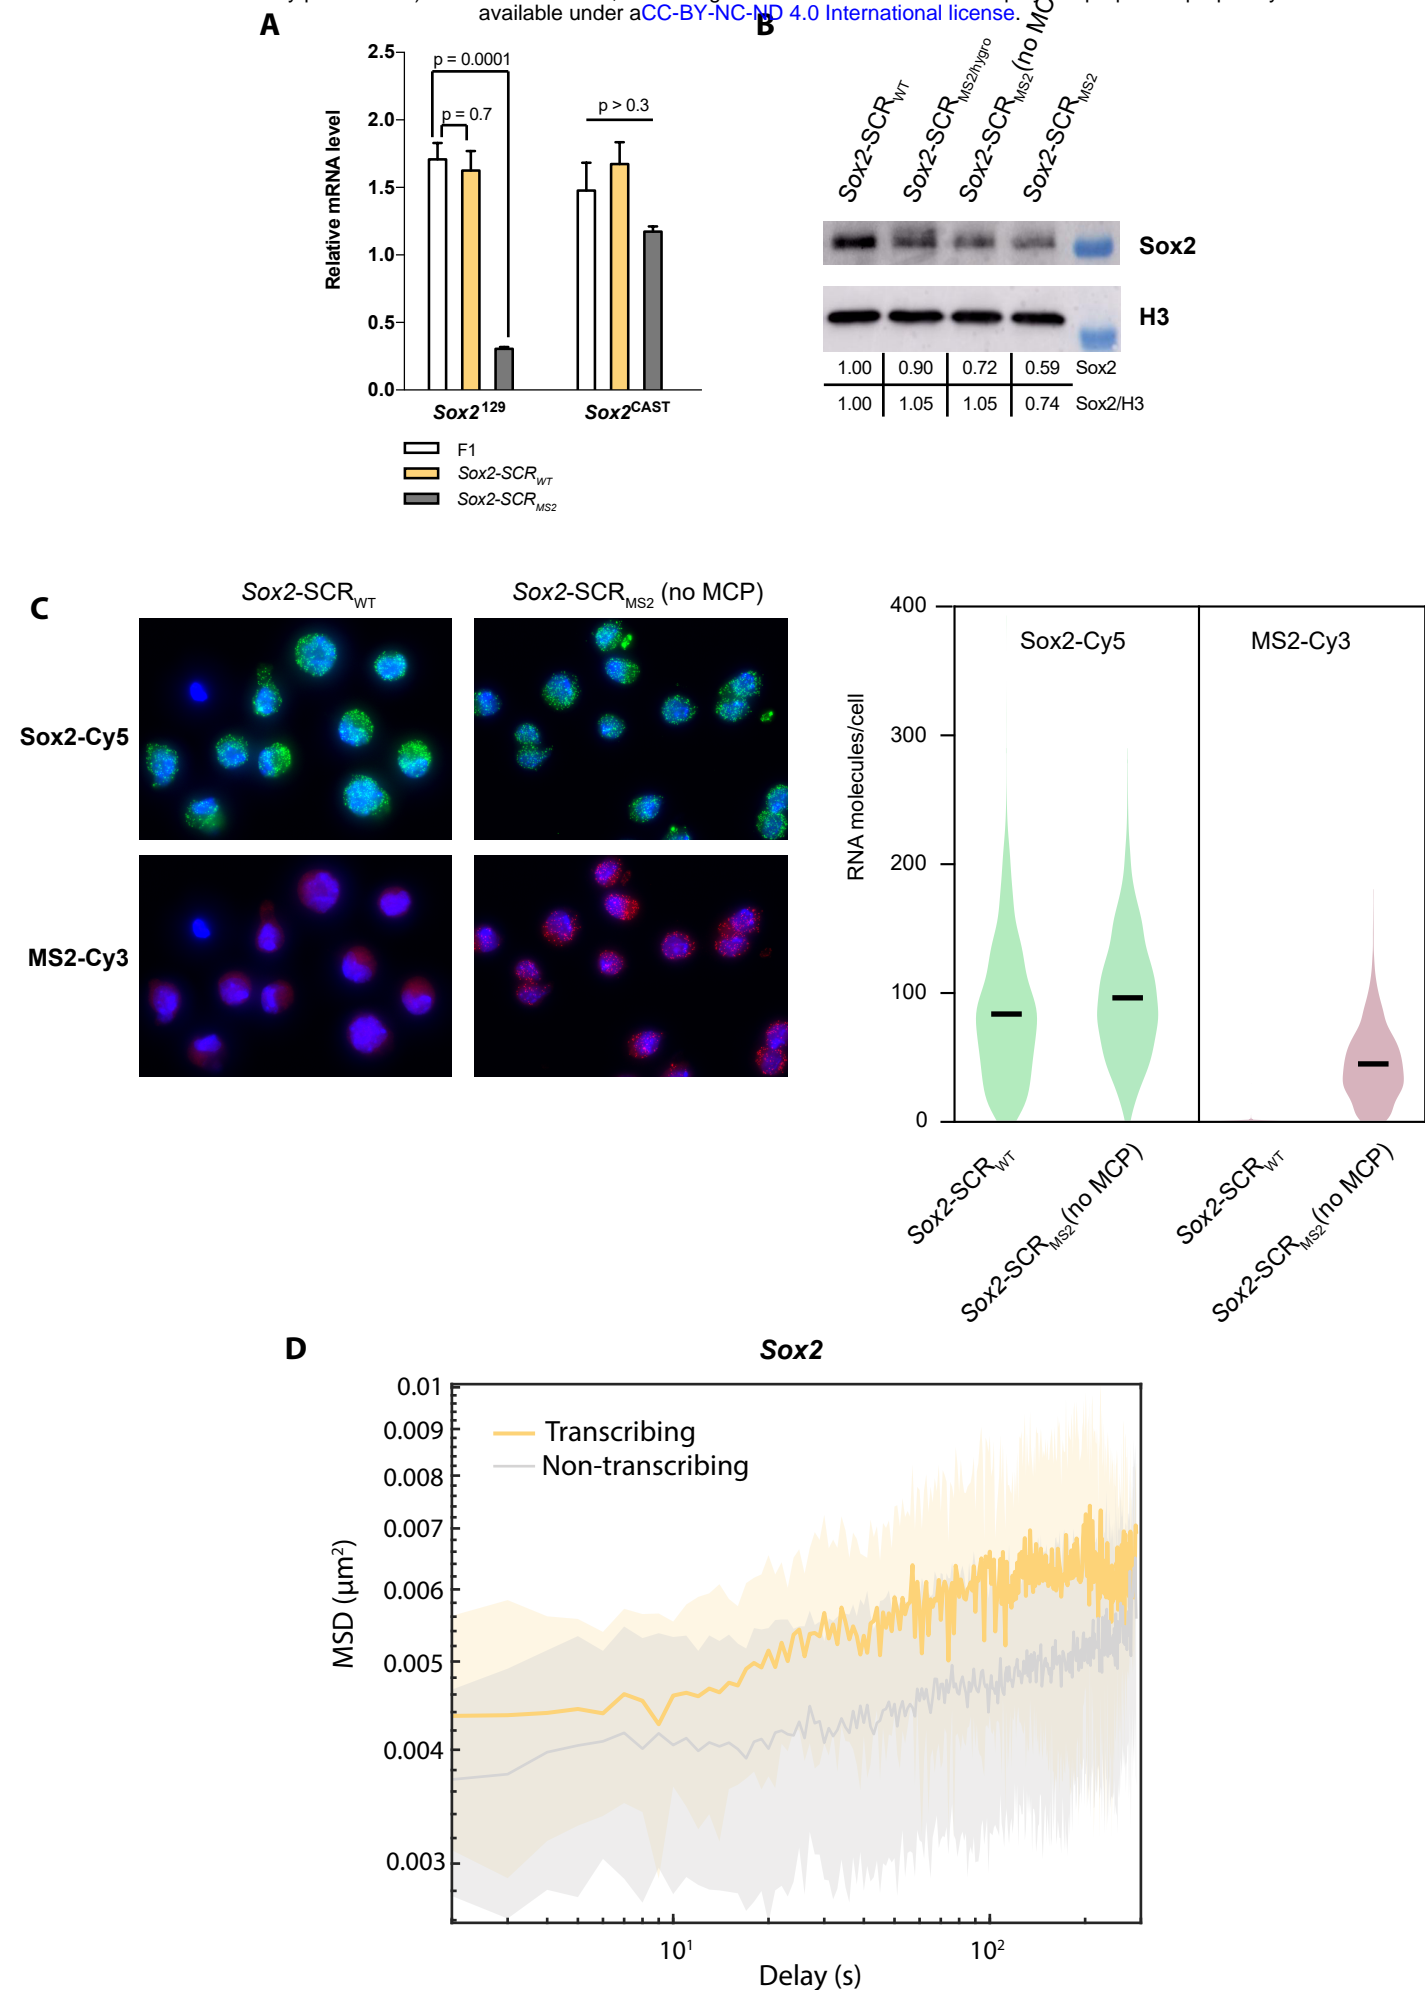 available under aCC-BY-NC-ND 4.0 International license.
A
2.5
2.0
1.5
1.0
0.5
0.0
Relative mRNA level
p = 0.0001
p = 0.7
p > 0.3
Sox2129
Sox2CAST
F1
Sox2-SCRWT
Sox2-SCRMS2
B
Sox2-SCRWT
Sox2-SCRMS2/hygro
Sox2-SCRMS2(no MC
Sox2-SCRMS2
Sox2
H3
1.00 0.90 0.72 0.59 Sox2
1.00 1.05 1.05 0.74 Sox2/H3
C
Sox2-SCRWT
Sox2-SCRMS2 (no MCP)
Sox2-Cy5
MS2-Cy3
400
300
200
100
0
RNA molecules/cell
Sox2-Cy5
MS2-Cy3
Sox2-SCRWT
Sox2-SCRMS2(no MCP)
Sox2-SCRWT
Sox2-SCRMS2(no MCP)
D
Sox2
0.01
0.009
0.008
0.007
0.006
0.005
0.004
0.003
MSD (μm2)
Transcribing
Non-transcribing
101
102
Delay (s)